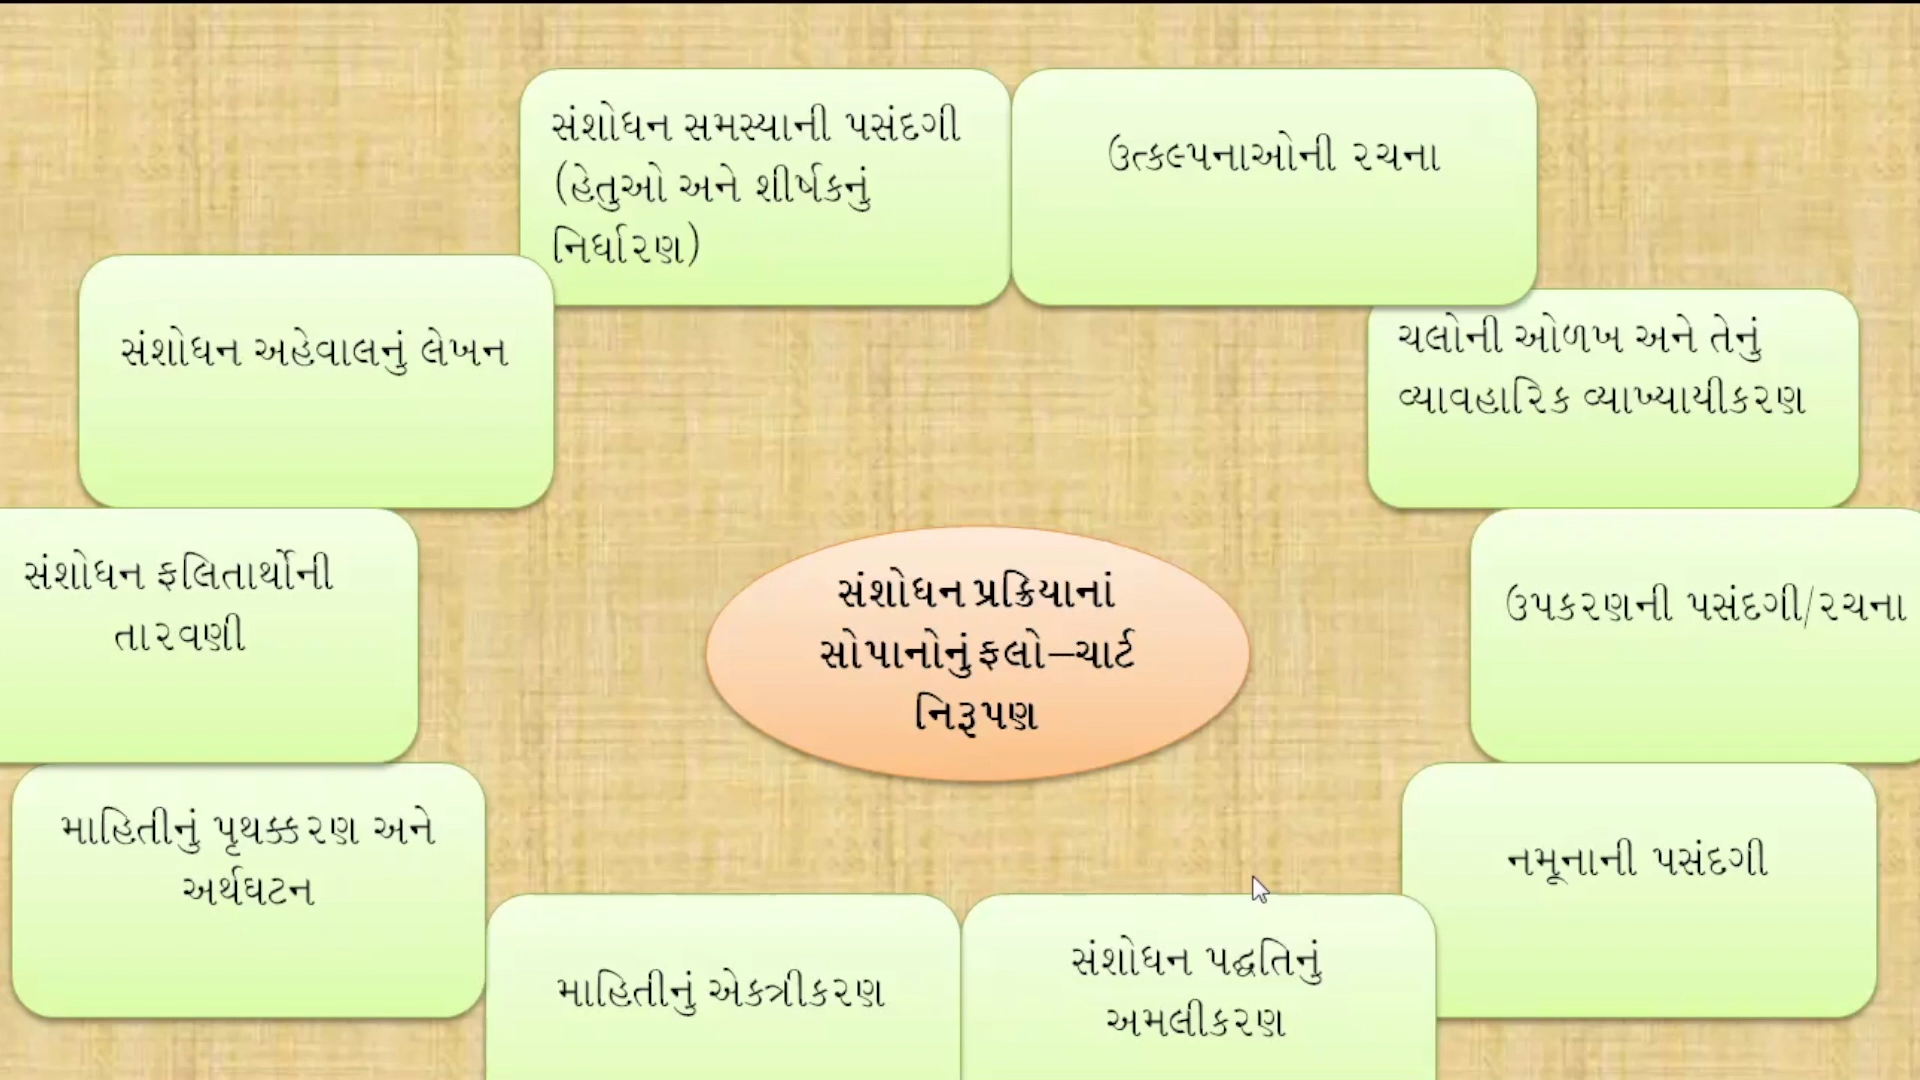 સંશોધન સમસ્યાની પસંદગી
(હેતુઓ અને શીર્ષકનું
નિર્ધારણ)
ઉત્કલ્પનાઓની રચના
ચલોની ઓળખ અને તેનું
વ્યાવહારિક વ્યાખ્યાયીકરણ
ઉપકરણની પસંદગી/રચના
નમૂનાની પસંદગી
સંશોધન પદ્ધતિનું
અમલીકરણ
માહિતીનું એકત્રીકરણ
માહિતીનું પૃથક્કરણ અને
અર્થઘટન
સંશોધન ફલિતાર્થોની
તારવણી
સંશોધન અહેવાલનું લેખન
સંશોધન પ્રક્રિયાનાં
સોપાનોનું ફલો–ચાર્ટ
નિરૂપણ